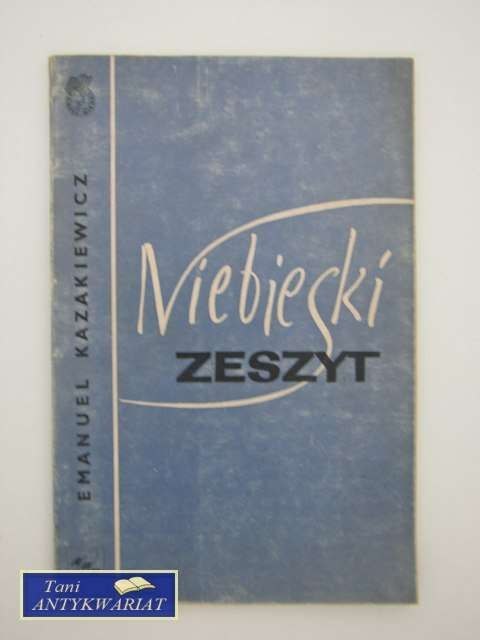 EMANUEL KAZAKIEWICZ
Niebieski
ZESZYT
Tani
ANTYKWARIAT